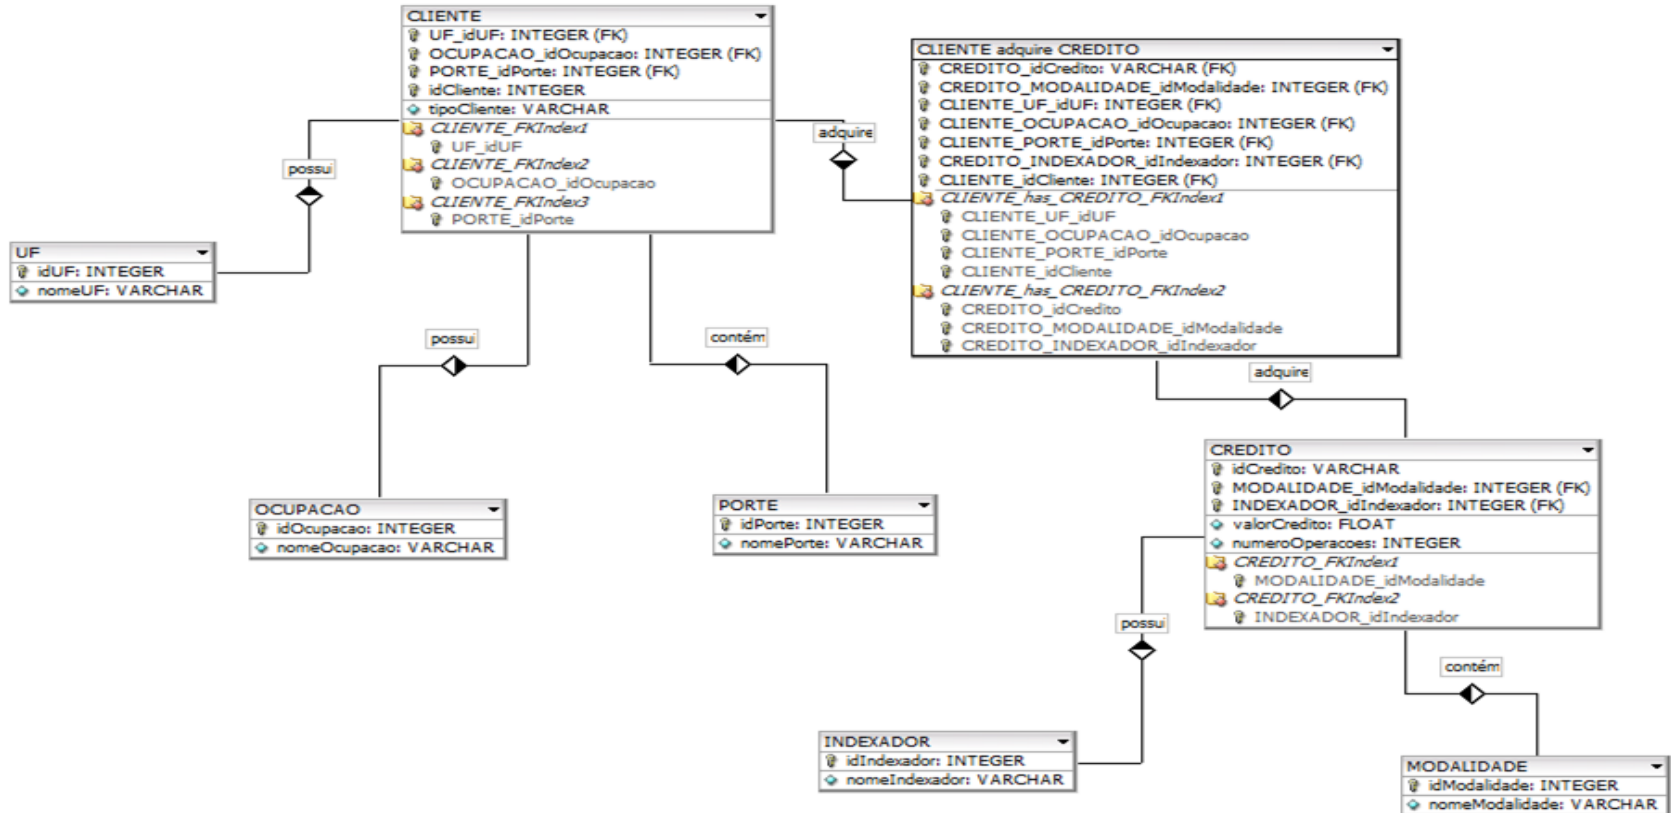 CLIENTE
UF_idUF: INTEGER (FK)
OCUPACAO_idOcupacao: INTEGER (FK)
PORTE_idPorte: INTEGER (FK)
idCliente: INTEGER
tipoCliente: VARCHAR
CLIENTE_FKIndex1
UF_idUF
CLIENTE_FKIndex2
OCUPACAO_idOcupacao
CLIENTE_FKIndex3
PORTE_idPorte
CLIENTE adquire CREDITO
CREDITO_idCredito: VARCHAR (FK)
CREDITO_MODALIDADE_idModalidade: INTEGER (FK)
CLIENTE_UF_idUF: INTEGER (FK)
CLIENTE_OCUPACAO_idOcupacao: INTEGER (FK)
CLIENTE_PORTE_idPorte: INTEGER (FK)
CREDITO_INDEXADOR_idIndexador: INTEGER (FK)
CLIENTE_idCliente: INTEGER (FK)
CLIENTE_has_CREDITO_FKIndex1
CLIENTE_UF_idUF
CLIENTE_OCUPACAO_idOcupacao
CLIENTE_PORTE_idPorte
CLIENTE_idCliente
CLIENTE_has_CREDITO_FKIndex2
CREDITO_idCredito
CREDITO_MODALIDADE_idModalidade
CREDITO_INDEXADOR_idIndexador
adquire
possui
UF
idUF: INTEGER
nomeUF: VARCHAR
possui
contém
adquire
OCUPACAO
idOcupacao: INTEGER
nomeOcupacao: VARCHAR
PORTE
idPorte: INTEGER
nomePorte: VARCHAR
CREDITO
idCredito: VARCHAR
MODALIDADE_idModalidade: INTEGER (FK)
INDEXADOR_idIndexador: INTEGER (FK)
valorCredito: FLOAT
numeroOperacoes: INTEGER
CREDITO_FKIndex1
MODALIDADE_idModalidade
CREDITO_FKIndex2
INDEXADOR_idIndexador
possui
contém
INDEXADOR
idIndexador: INTEGER
nomeIndexador: VARCHAR
MODALIDADE
idModalidade: INTEGER
nomeModalidade: VARCHAR